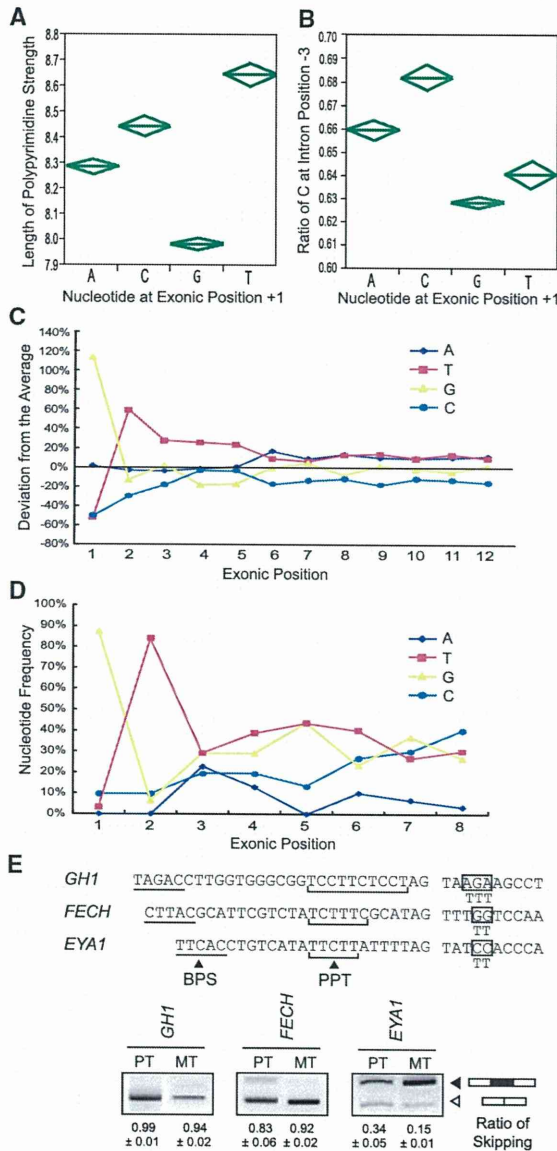 A
Length of Polypyrimidine Strength
8.8
8.7
8.5
8.4
8.3
8.2
8.1
8.0
7.9
A C G T
Nucleotide at Exonic Position +1
B
Ratio of C at Intron Position -3
0.70
0.69
0.68
0.67
0.66
0.65
0.64
0.63
0.62
0.61
0.60
A C G T
Nucleotide at Exonic Position +1
C
Deviation from the Average
140%
120%
100%
80%
60%
40%
20%
0%
-20%
-40%
-60%
-80%
A
T
G
C
1 2 3 4 5 6 7 8 9 10 11 12
Exonic Position
D
Nucleotide Frequency
100%
90%
80%
70%
60%
50%
40%
30%
20%
10%
0%
A
T
G
C
1 2 3 4 5 6 7 8
Exonic Position
E
GH1 TAGACCTTGGTGGGCGGTCCTTCTCCTAG TAAGAAGCCT
TTT
FECH CTTACGCATTCGTCTATCTTTCGCATAG TTTGGTCCAA
TT
EYA1 TTCACCTGTCATATTCTTATTTTAG TATCCACCCA
TT
BPS PPT
GH1 FECH EYA1
PT MT PT MT PT MT
0.99 0.94 0.83 0.92 0.34 0.15
± 0.01 ± 0.02 ± 0.06 ± 0.02 ± 0.05 ± 0.01
Ratio of
Skipping